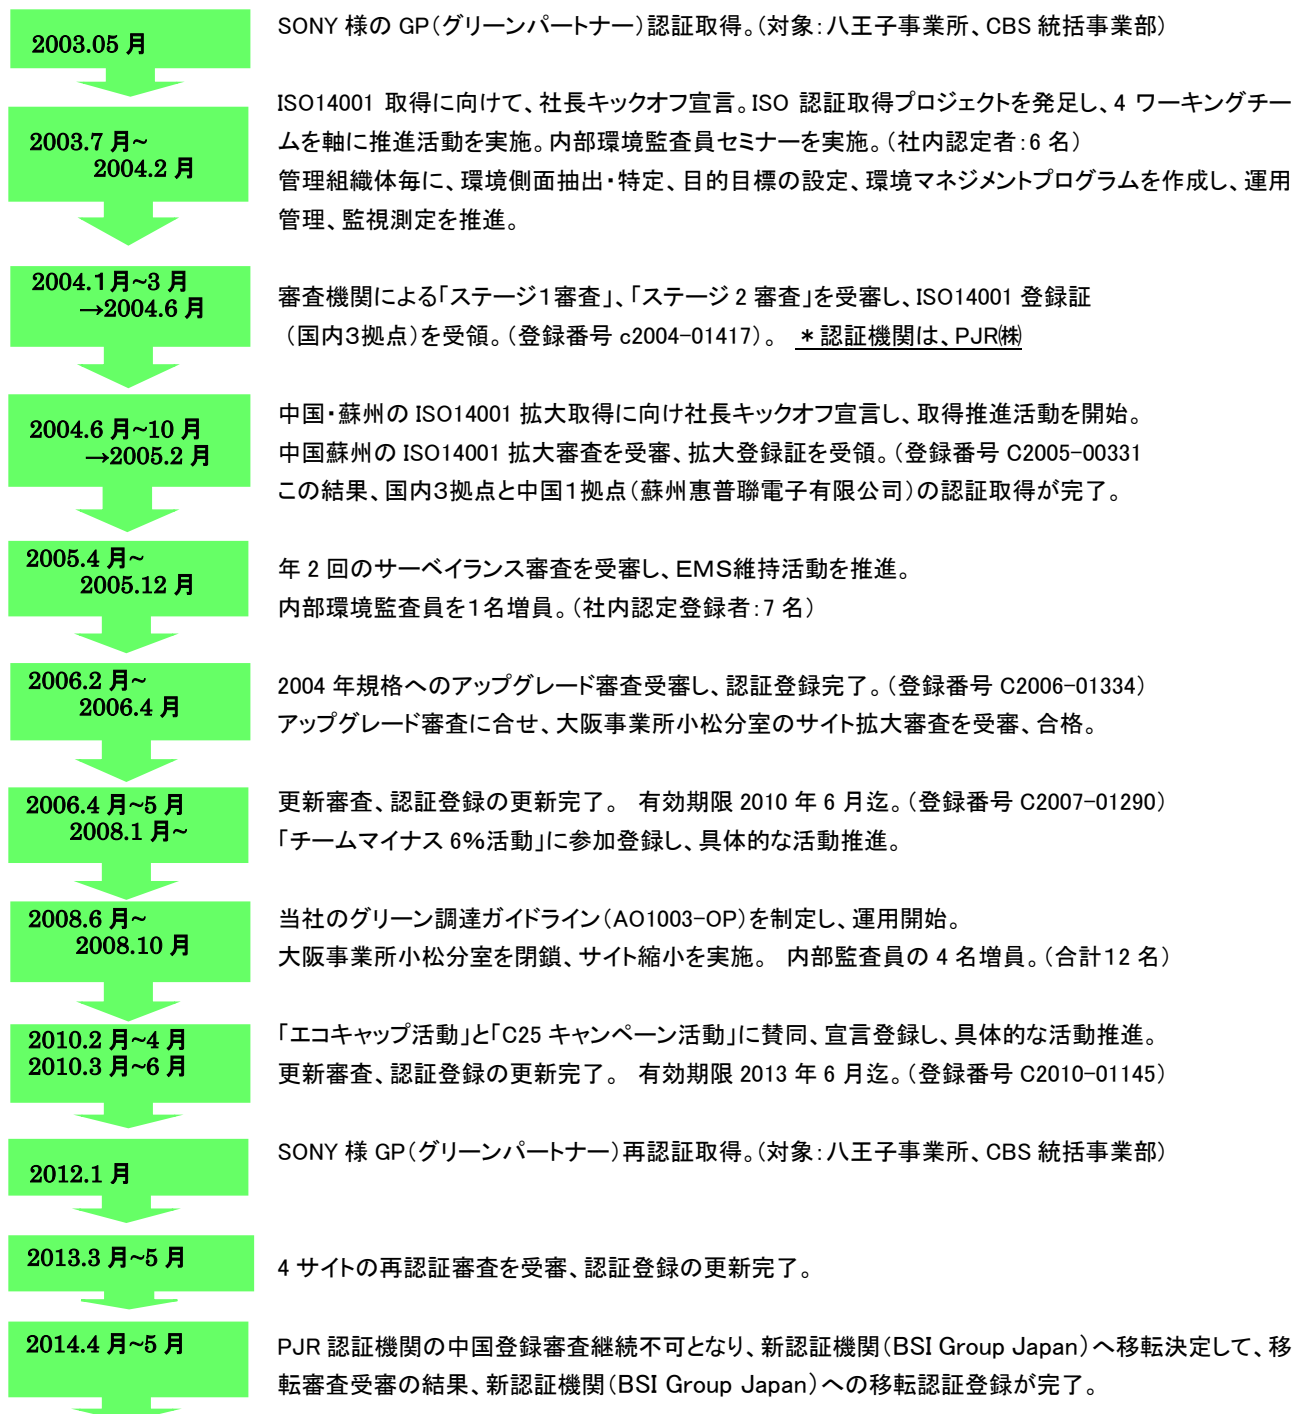 2003.05 月
SONY 様の GP（グリーンパートナー）認証取得。（対象：八王子事業所、CBS 統括事業部）
2003.7 月~
2004.2 月
ISO14001 取得に向けて、社長キックオフ宣言。ISO 認証取得プロジェクトを発足し、4 ワーキングチー
ムを軸に推進活動を実施。内部環境監査員セミナーを実施。（社内認定者：6 名）
管理組織体毎に、環境側面抽出・特定、目的目標の設定、環境マネジメントプログラムを作成し、運用
管理、監視測定を推進。
2004.１月~3 月
→2004.6 月
審査機関による「ステージ１審査」、「ステージ 2 審査」を受審し、ISO14001 登録証
（国内３拠点）を受領。（登録番号 c2004-01417）。 ＊認証機関は、PJR㈱
2004.6 月~10 月
→2005.2 月
中国・蘇州の ISO14001 拡大取得に向け社長キックオフ宣言し、取得推進活動を開始。
中国蘇州の ISO14001 拡大審査を受審、拡大登録証を受領。（登録番号 C2005-00331
この結果、国内３拠点と中国１拠点（蘇州惠普聯電子有限公司）の認証取得が完了。
2005.4 月~
2005.12 月
年 2 回のサーベイランス審査を受審し、ＥＭＳ維持活動を推進。
内部環境監査員を１名増員。（社内認定登録者：7 名）
2006.2 月~
2006.4 月
2004 年規格へのアップグレード審査受審し、認証登録完了。（登録番号 C2006-01334）
アップグレード審査に合せ、大阪事業所小松分室のサイト拡大審査を受審、合格。
2006.4 月~5 月
2008.1 月~
更新審査、認証登録の更新完了。 有効期限 2010 年 6 月迄。（登録番号 C2007-01290）
「チームマイナス 6％活動」に参加登録し、具体的な活動推進。
2008.6 月~
2008.10 月
当社のグリーン調達ガイドライン（AO1003-OP）を制定し、運用開始。
大阪事業所小松分室を閉鎖、サイト縮小を実施。 内部監査員の 4 名増員。（合計１2 名）
2010.2 月~4 月
2010.3 月~6 月
「エコキャップ活動」と「C25 キャンペーン活動」に賛同、宣言登録し、具体的な活動推進。
更新審査、認証登録の更新完了。 有効期限 2013 年 6 月迄。（登録番号 C2010-01145）
2012.1 月
SONY 様 GP（グリーンパートナー）再認証取得。（対象：八王子事業所、CBS 統括事業部）
2013.3 月~5 月
4 サイトの再認証審査を受審、認証登録の更新完了。
2014.4 月~5 月
PJR 認証機関の中国登録審査継続不可となり、新認証機関（BSI Group Japan）へ移転決定して、移
転審査受審の結果、新認証機関（BSI Group Japan）への移転認証登録が完了。